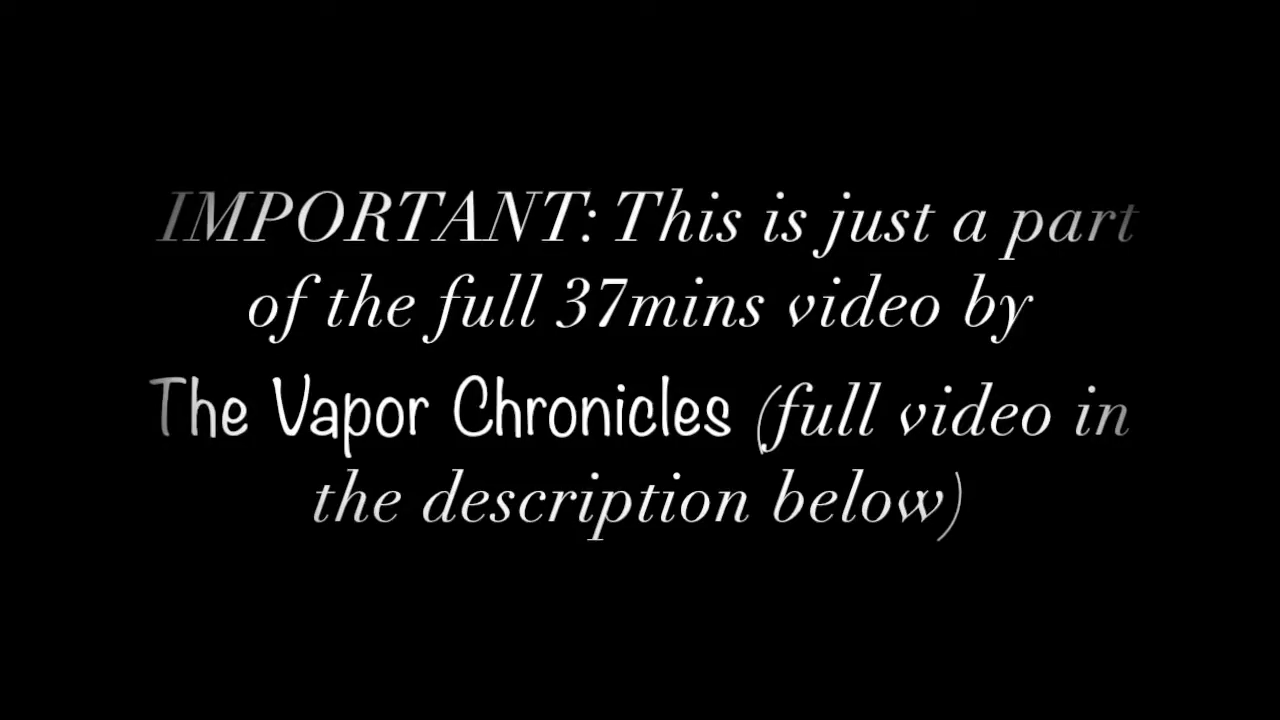 IMPORTANT: This is just a part
of the full 37mins video by
The Vapor Chronicles (full video in
the description below)